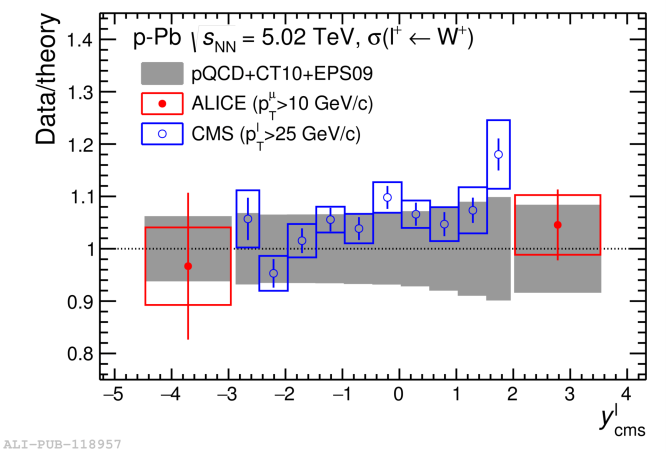 p-Pb √s_NN = 5.02 TeV, σ(l⁺ ← W⁺)
pQCD+CT10+EPS09
ALICE (p_T^μ>10 GeV/c)
CMS (p_T^l>25 GeV/c)
Data/theory
1.4
1.3
1.2
1.1
1
0.9
0.8
−5 −4 −3 −2 −1 0 1 2 3 4
y_cms^l
ALI-PUB-118957